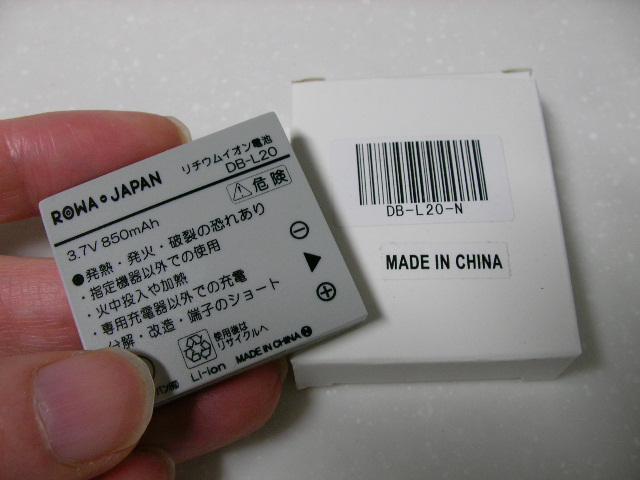 ROWA JAPAN
リチウムイオン電池
DB-L20
3.7V 850mAh
危険
●発熱・発火・破裂の恐れあり
・指定機器以外での使用
・火中投入や加熱
・専用充電器以外での充電
分解・改造・端子のショート
使用後は
リサイクルへ
Li-ion
MADE IN CHINA
DB-L20-N
MADE IN CHINA